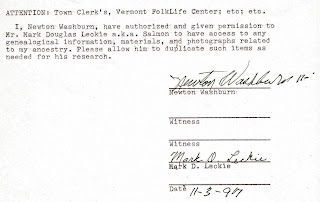 ATTENTION: Town Clerk's, Vermont FolkLife Center; etc; etc.
I, Newton Washburn, have authorized and given permission to
Mr. Mark Douglas Leckie a.k.a. Salmon to have access to any
genealogical information, materials, and photographs related
to my ancestry. Please allow him to duplicate such items as
needed for his research.
Newton Washburn
Newton Washburn
Witness
Witness
Mark D. Leckie
Mark D. Leckie
Date 11-3-97